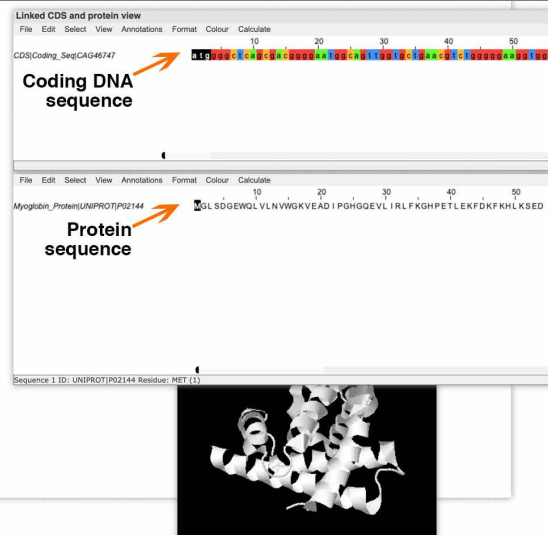 Linked CDS and protein view
File Edit Select View Annotations Format Colour Calculate
10 20 30 40 50
CDS|Coding_Seq|CAG46747
atggggctcagcgacggggaatggcagttggtgctgaacgtctgggggaaggtgg
Coding DNA
sequence
File Edit Select View Annotations Format Colour Calculate
10 20 30 40 50
Myoglobin_Protein|UNIPROT|P02144
MGLSDGEWQLVLNVWGKVEADIPGHGQEVLIRLFKGHPETLEKFDKFKHLKSED
Protein
sequence
Sequence 1 ID: UNIPROT|P02144 Residue: MET (1)